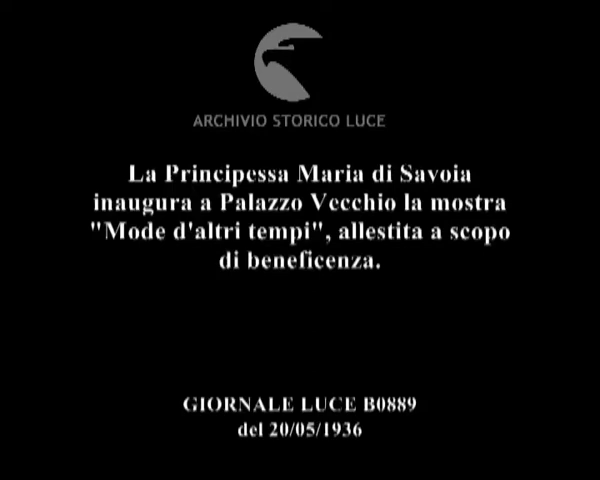 ARCHIVIO STORICO LUCE
La Principessa Maria di Savoia
inaugura a Palazzo Vecchio la mostra
"Mode d'altri tempi", allestita a scopo
di beneficenza.
GIORNALE LUCE B0889
del 20/05/1936